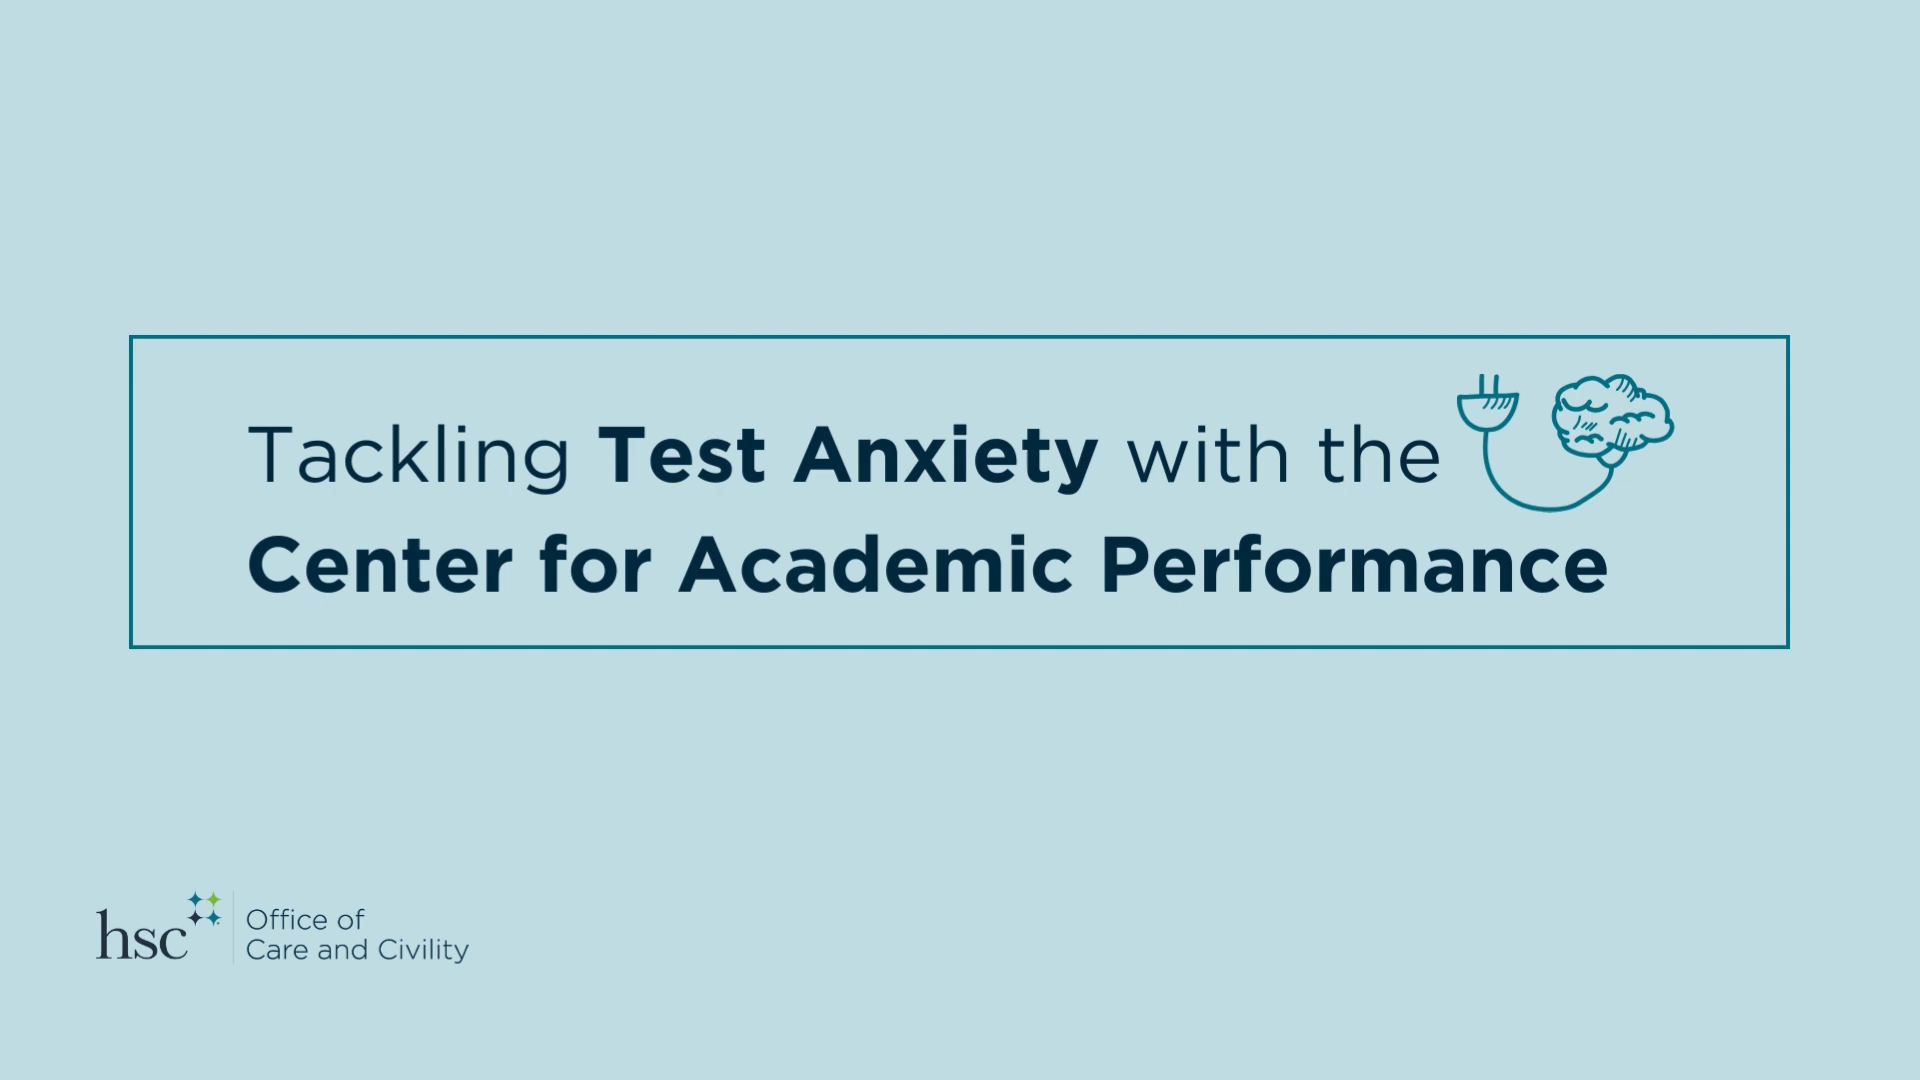 Tackling Test Anxiety with the
Center for Academic Performance
hsc
Office of
Care and Civility